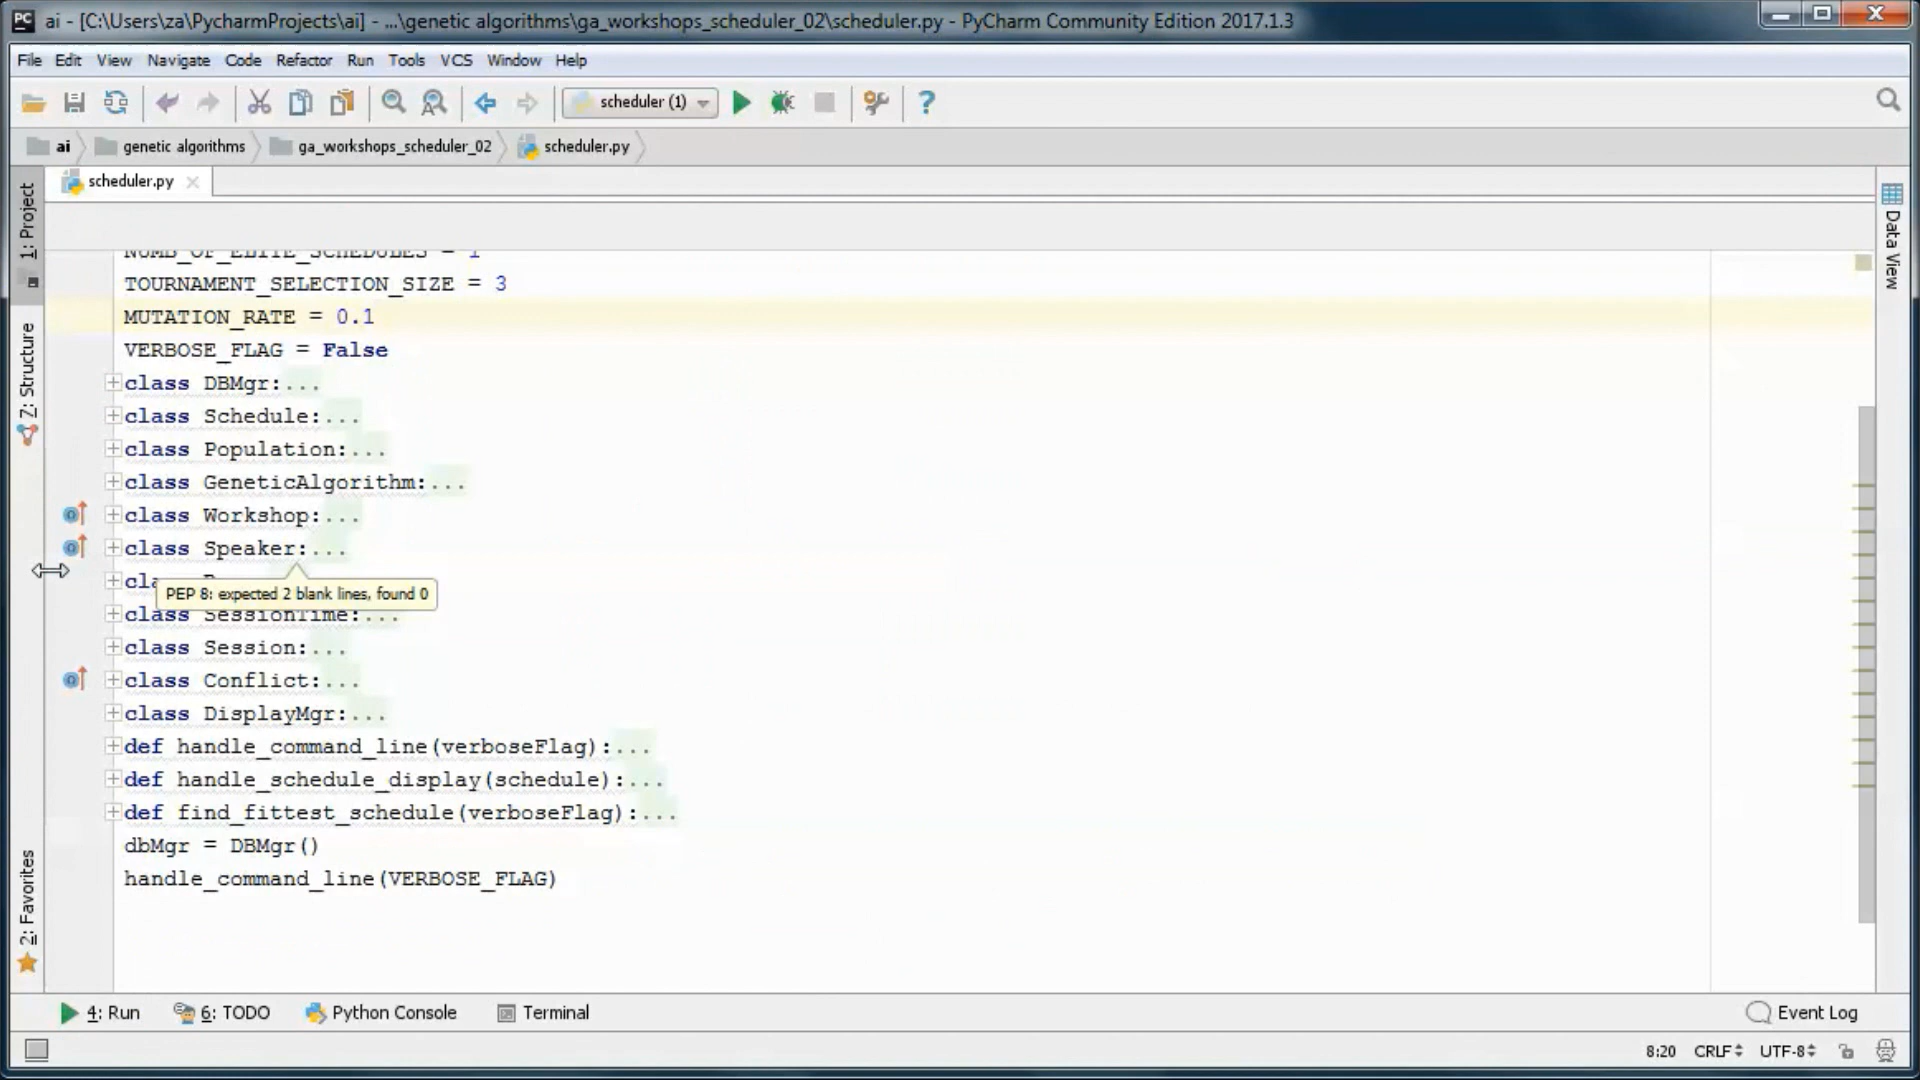 ai - [C:\Users\za\PycharmProjects\ai] - ...\genetic algorithms\ga_workshops_scheduler_02\scheduler.py - PyCharm Community Edition 2017.1.3
File Edit View Navigate Code Refactor Run Tools VCS Window Help
scheduler (1)
ai genetic algorithms ga_workshops_scheduler_02 scheduler.py
scheduler.py
1: Project
Z: Structure
2: Favorites
Data View
NUMB_OF_ELITE_SCHEDULES = 1
TOURNAMENT_SELECTION_SIZE = 3
MUTATION_RATE = 0.1
VERBOSE_FLAG = False
class DBMgr:...
class Schedule:...
class Population:...
class GeneticAlgorithm:...
class Workshop:...
class Speaker:...
PEP 8: expected 2 blank lines, found 0
class SessionTime:...
class Session:...
class Conflict:...
class DisplayMgr:...
def handle_command_line(verboseFlag):...
def handle_schedule_display(schedule):...
def find_fittest_schedule(verboseFlag):...
dbMgr = DBMgr()
handle_command_line(VERBOSE_FLAG)
4: Run 6: TODO Python Console Terminal Event Log
8:20 CRLF UTF-8